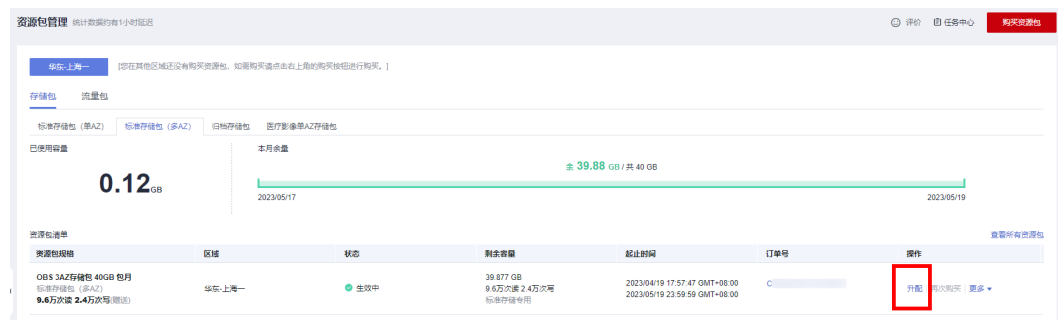 资源包管理 统计数据约有1小时延迟
评价 任务中心 购买资源包
华东-上海一 [您在其他区域还没有购买资源包，如需购买请点击右上角的购买按钮进行购买。]
存储包 流量包
标准存储包（单AZ） 标准存储包（多AZ） 归档存储包 医疗影像单AZ存储包
已使用容量 本月余量
余 39.88 GB / 共 40 GB
0.12GB
2023/05/17 2023/05/19
资源包清单 查看所有资源包
资源包规格 区域 状态 剩余容量 起止时间 订单号 操作
OBS 3AZ存储包 40GB 包月
标准存储包（多AZ）
9.6万次读 2.4万次写(赠送)
华东-上海一
生效中
39.877 GB
9.6万次读 2.4万次写
标准存储专用
2023/04/19 17:57:47 GMT+08:00
2023/05/19 23:59:59 GMT+08:00
C
升配 再次购买 更多